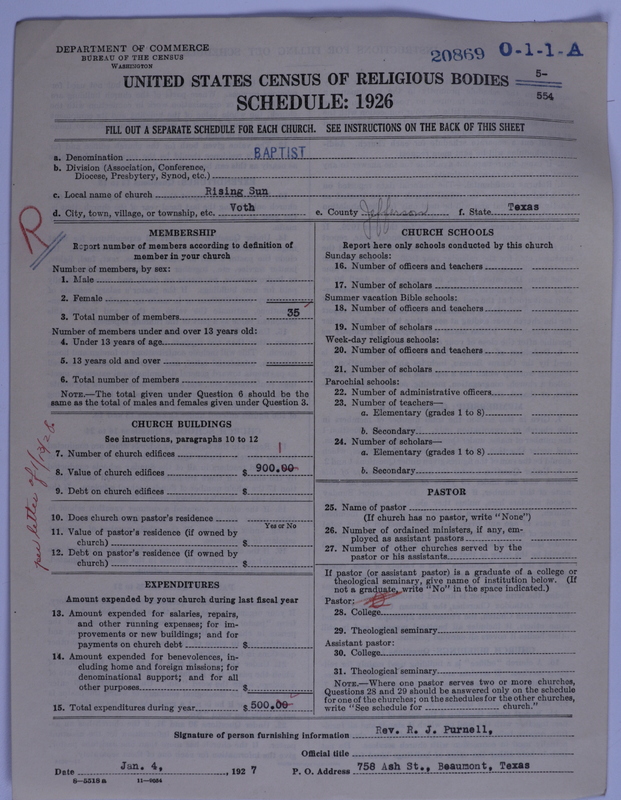 DEPARTMENT OF COMMERCE
BUREAU OF THE CENSUS
WASHINGTON
20869 O-1-1-A
UNITED STATES CENSUS OF RELIGIOUS BODIES
5-
554
SCHEDULE: 1926
FILL OUT A SEPARATE SCHEDULE FOR EACH CHURCH. SEE INSTRUCTIONS ON THE BACK OF THIS SHEET
a. Denomination BAPTIST
b. Division (Association, Conference,
Diocese, Presbytery, Synod, etc.)
c. Local name of church Rising Sun
d. City, town, village, or township, etc. Voth e. County Jefferson f. State Texas
R
MEMBERSHIP
Report number of members according to definition of
member in your church
Number of members, by sex:
1. Male
2. Female
3. Total number of members 35
Number of members under and over 13 years old:
4. Under 13 years of age
5. 13 years old and over
6. Total number of members
NOTE.—The total given under Question 6 should be the
same as the total of males and females given under Question 3.
CHURCH BUILDINGS
See instructions, paragraphs 10 to 12
7. Number of church edifices 1
8. Value of church edifices $ 900.00
9. Debt on church edifices $
10. Does church own pastor's residence
Yes or No
11. Value of pastor's residence (if owned by
church) $
12. Debt on pastor's residence (if owned by
church) $
per letter of
EXPENDITURES
Amount expended by your church during last fiscal year
13. Amount expended for salaries, repairs,
and other running expenses; for im-
provements or new buildings; and for
payments on church debt $
14. Amount expended for benevolences, in-
cluding home and foreign missions; for
denominational support; and for all
other purposes $
15. Total expenditures during year $ 500.00
CHURCH SCHOOLS
Report here only schools conducted by this church
Sunday schools:
16. Number of officers and teachers
17. Number of scholars
Summer vacation Bible schools:
18. Number of officers and teachers
19. Number of scholars
Week-day religious schools:
20. Number of officers and teachers
21. Number of scholars
Parochial schools:
22. Number of administrative officers
23. Number of teachers—
a. Elementary (grades 1 to 8)
b. Secondary
24. Number of scholars—
a. Elementary (grades 1 to 8)
b. Secondary
PASTOR
25. Name of pastor
(If church has no pastor, write "None")
26. Number of ordained ministers, if any, em-
ployed as assistant pastors
27. Number of other churches served by the
pastor or his assistants
If pastor (or assistant pastor) is a graduate of a college or
theological seminary, give name of institution below. (If
not a graduate, write "No" in the space indicated.)
Pastor:
28. College
29. Theological seminary
Assistant pastor:
30. College
31. Theological seminary
NOTE.—Where one pastor serves two or more churches,
Questions 28 and 29 should be answered only on the schedule
for one of the churches; on the schedules for the other churches,
write "See schedule for church."
Signature of person furnishing information Rev. R. J. Purnell,
Official title
Date Jan. 4, , 1927 P. O. Address 758 Ash St., Beaumont, Texas
8-5518a 11-9034